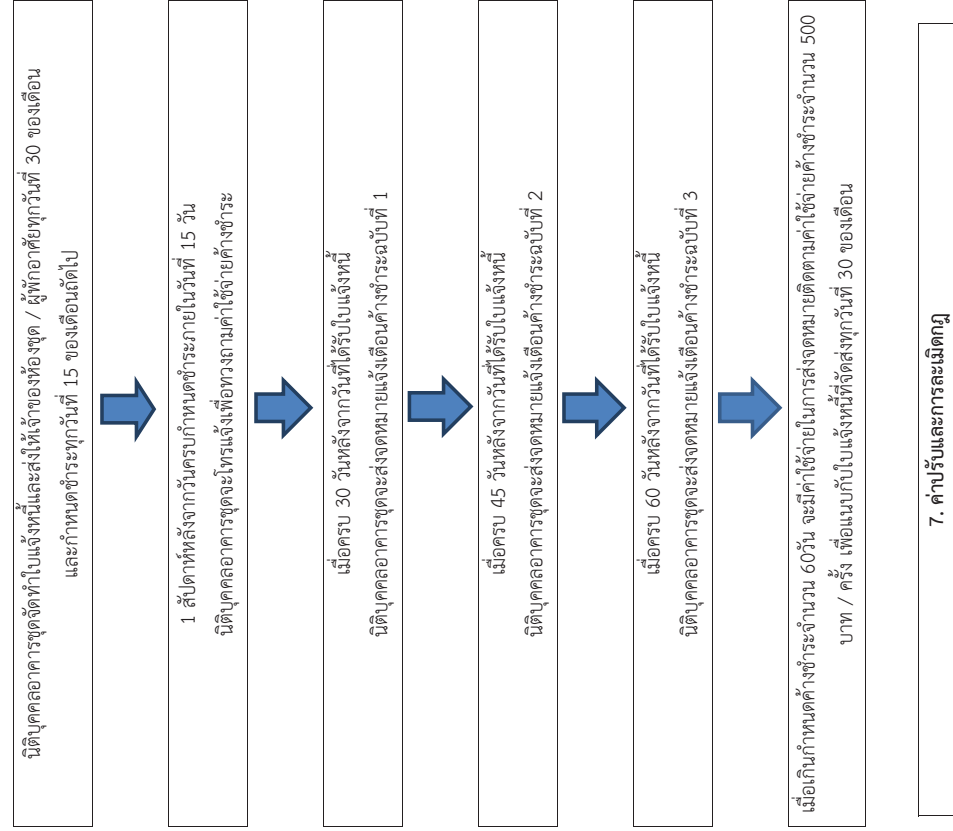 นิติบุคคลอาคารชุดจัดทำใบแจ้งหนี้และส่งให้เจ้าของห้องชุด / ผู้พักอาศัยทุกวันที่ 30 ของเดือน
และกำหนดชำระทุกวันที่ 15 ของเดือนถัดไป
1 สัปดาห์หลังจากวันครบกำหนดชำระภายในวันที่ 15 วัน
นิติบุคคลอาคารชุดจะโทรแจ้งเพื่อทวงถามค่าใช้จ่ายค้างชำระ
เมื่อครบ 30 วันหลังจากวันที่ได้รับใบแจ้งหนี้
นิติบุคคลอาคารชุดจะส่งจดหมายแจ้งเตือนค้างชำระฉบับที่ 1
เมื่อครบ 45 วันหลังจากวันที่ได้รับใบแจ้งหนี้
นิติบุคคลอาคารชุดจะส่งจดหมายแจ้งเตือนค้างชำระฉบับที่ 2
เมื่อครบ 60 วันหลังจากวันที่ได้รับใบแจ้งหนี้
นิติบุคคลอาคารชุดจะส่งจดหมายแจ้งเตือนค้างชำระฉบับที่ 3
เมื่อเกินกำหนดค้างชำระจำนวน 60วัน จะมีค่าใช้จ่ายในการส่งจดหมายติดตามค่าใช้จ่ายค้างชำระจำนวน 500
บาท / ครั้ง เพื่อแนบกับใบแจ้งหนี้ที่จัดส่งทุกวันที่ 30 ของเดือน
7. ค่าปรับและการละเมิดกฎ